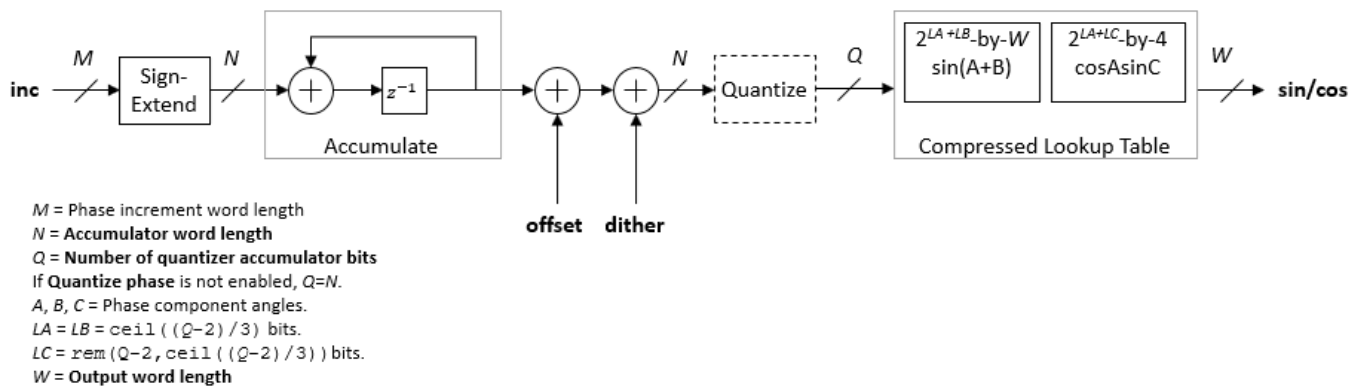 inc
M
Sign-
Extend
N
+
z⁻¹
Accumulate
+
+
offset
dither
N
Quantize
Q
2^{LA+LB}-by-W
sin(A+B)
2^{LA+LC}-by-4
cosAsinC
Compressed Lookup Table
W
sin/cos
M = Phase increment word length
N = Accumulator word length
Q = Number of quantizer accumulator bits
If Quantize phase is not enabled, Q=N.
A, B, C = Phase component angles.
LA = LB = ceil((Q-2)/3) bits.
LC = rem(Q-2,ceil((Q-2)/3)) bits.
W = Output word length